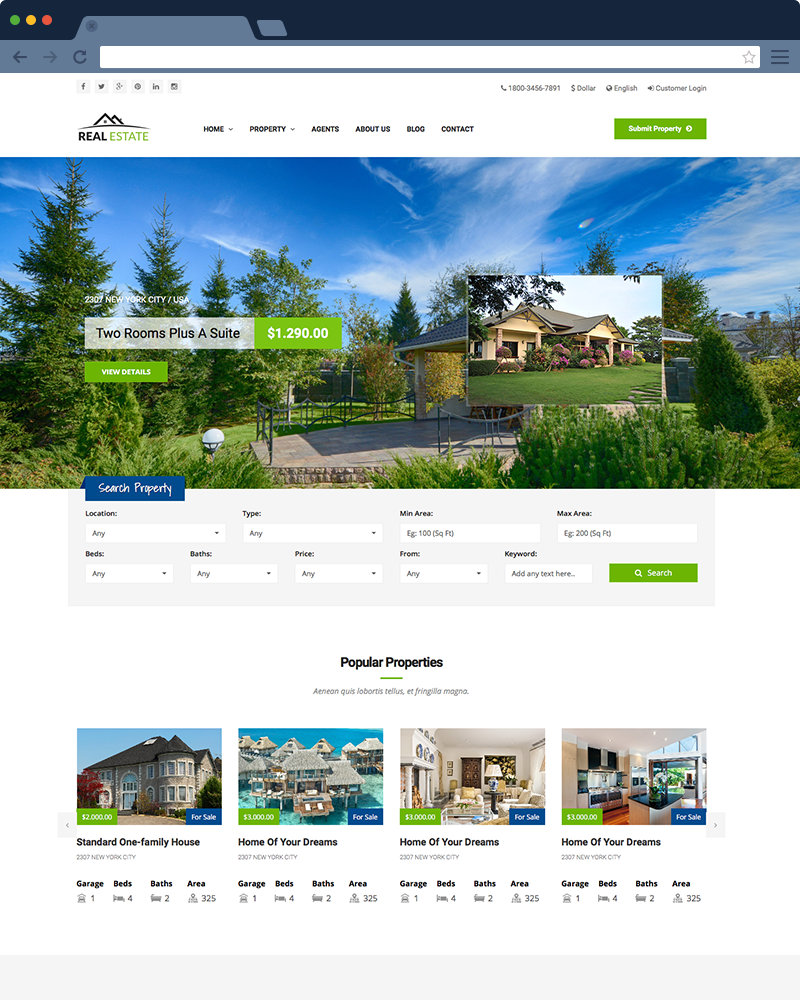 1800-3456-7891 $ Dollar English Customer Login
REAL ESTATE
HOME PROPERTY AGENTS ABOUT US BLOG CONTACT
Submit Property
2307 NEW YORK CITY / USA
Two Rooms Plus A Suite $1.290.00
VIEW DETAILS
Search Property
Location: Type: Min Area: Max Area:
Any Any Eg: 100 (Sq Ft) Eg: 200 (Sq Ft)
Beds: Baths: Price: From: Keyword:
Any Any Any Any Add any text here.. Search
Popular Properties
Aenean quis lobortis tellus, et fringilla magna.
$2.000.00 For Sale $3.000.00 For Sale $3.000.00 For Sale $3.000.00 For Sale
Standard One-family House Home Of Your Dreams Home Of Your Dreams Home Of Your Dreams
2307 NEW YORK CITY 2307 NEW YORK CITY 2307 NEW YORK CITY 2307 NEW YORK CITY
Garage Beds Baths Area Garage Beds Baths Area Garage Beds Baths Area Garage Beds Baths Area
1 4 2 325 1 4 2 325 1 4 2 325 1 4 2 325